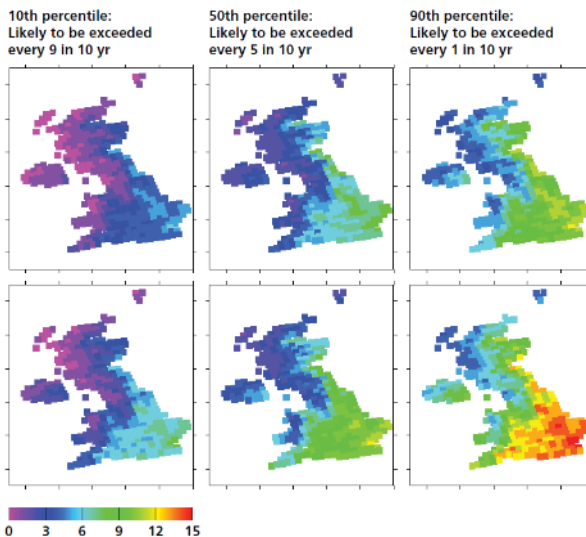 10th percentile:
Likely to be exceeded
every 9 in 10 yr
50th percentile:
Likely to be exceeded
every 5 in 10 yr
90th percentile:
Likely to be exceeded
every 1 in 10 yr
0 3 6 9 12 15